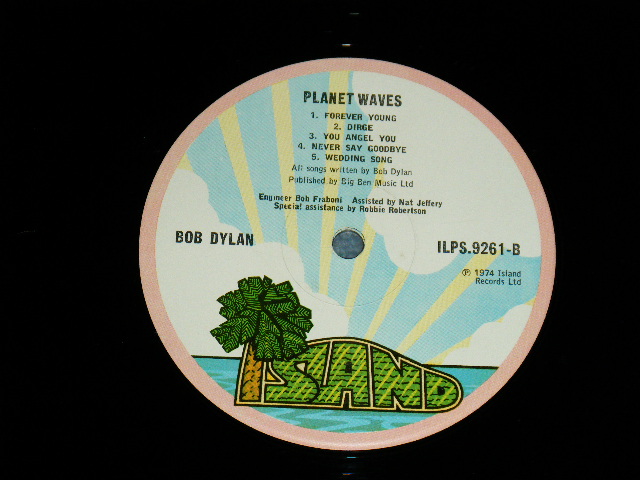 PLANET WAVES
1. FOREVER YOUNG
2. DIRGE
3. YOU ANGEL YOU
4. NEVER SAY GOODBYE
5. WEDDING SONG
All songs written by Bob Dylan
Published by Big Ben Music Ltd
Engineer Bob Fraboni Assisted by Nat Jeffery
Special assistance by Robbie Robertson
BOB DYLAN
ILPS.9261-B
℗ 1974 Island
Records Ltd
ISLAND